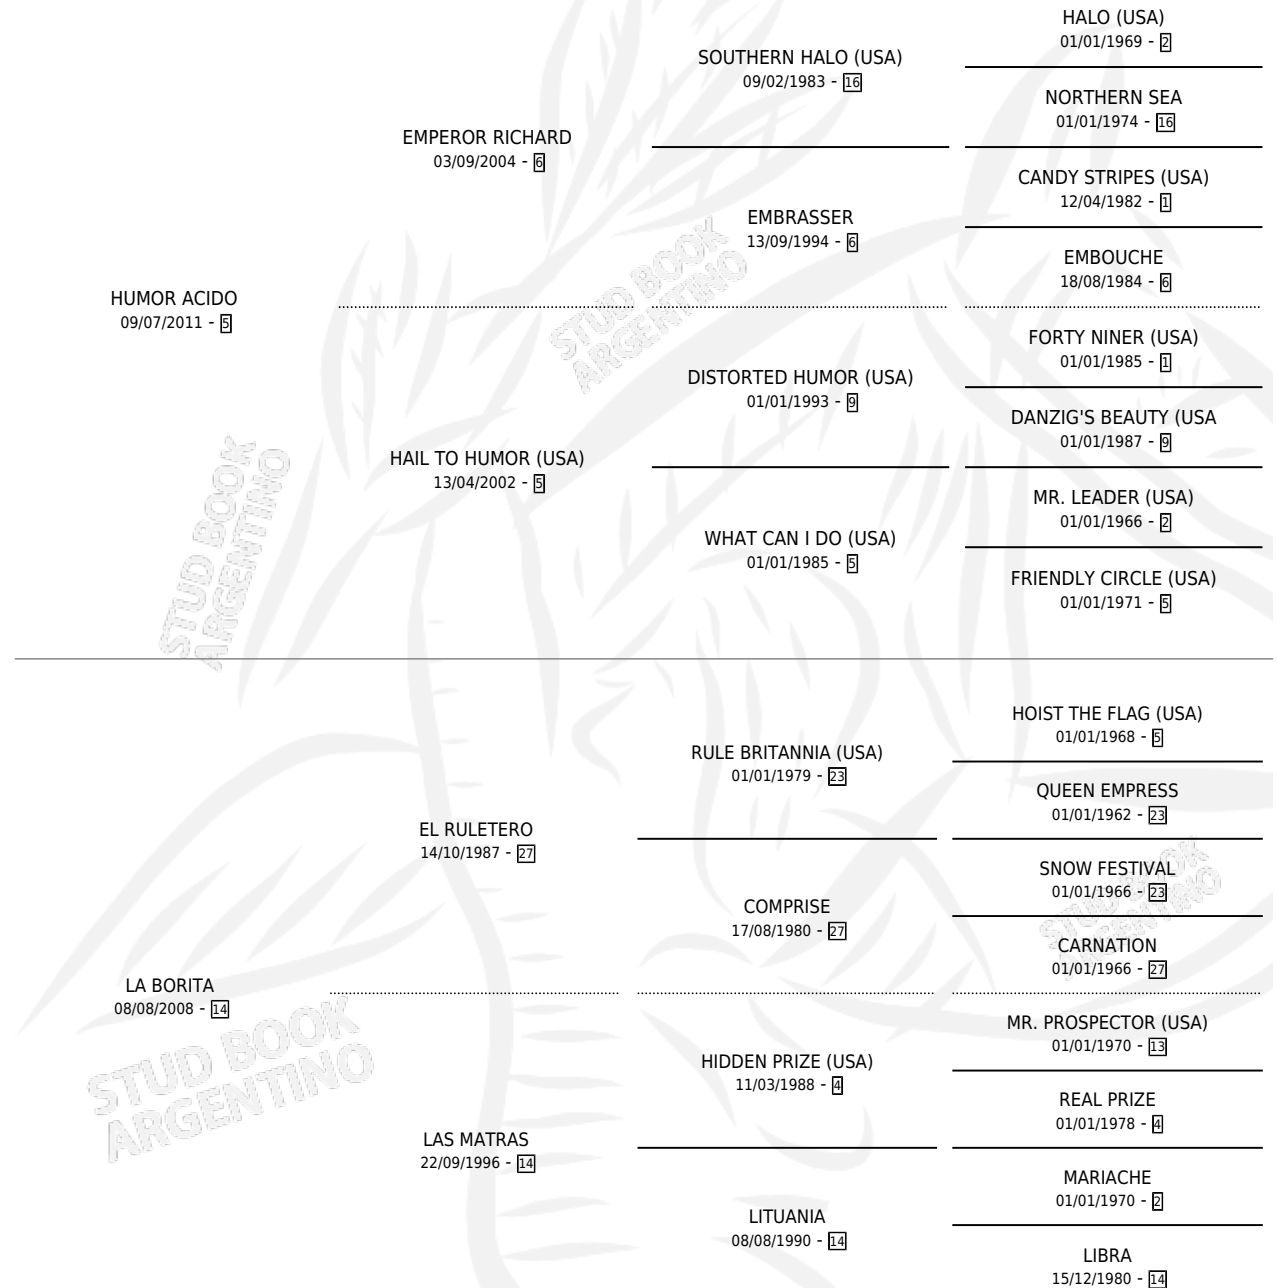 HALO (USA)
01/01/1969 - 2
SOUTHERN HALO (USA)
09/02/1983 - 16
NORTHERN SEA
01/01/1974 - 16
EMPEROR RICHARD
03/09/2004 - 6
CANDY STRIPES (USA)
12/04/1982 - 1
EMBRASSER
13/09/1994 - 6
EMBOUCHE
18/08/1984 - 6
HUMOR ACIDO
09/07/2011 - 5
FORTY NINER (USA)
01/01/1985 - 1
DISTORTED HUMOR (USA)
01/01/1993 - 9
DANZIG'S BEAUTY (USA
01/01/1987 - 9
HAIL TO HUMOR (USA)
13/04/2002 - 5
MR. LEADER (USA)
01/01/1966 - 2
WHAT CAN I DO (USA)
01/01/1985 - 5
FRIENDLY CIRCLE (USA)
01/01/1971 - 5
HOIST THE FLAG (USA)
01/01/1968 - 5
RULE BRITANNIA (USA)
01/01/1979 - 23
QUEEN EMPRESS
01/01/1962 - 23
EL RULETERO
14/10/1987 - 27
SNOW FESTIVAL
01/01/1966 - 23
COMPRISE
17/08/1980 - 27
CARNATION
01/01/1966 - 27
LA BORITA
08/08/2008 - 14
MR. PROSPECTOR (USA)
01/01/1970 - 13
HIDDEN PRIZE (USA)
11/03/1988 - 4
REAL PRIZE
01/01/1978 - 4
LAS MATRAS
22/09/1996 - 14
MARIACHE
01/01/1970 - 2
LITUANIA
08/08/1990 - 14
LIBRA
15/12/1980 - 14
STUD BOOK
ARGENTINO
STUD BOOK
ARGENTINO
STUD BOOK
ARGENTINO
STUD BOOK
ARGENTINO